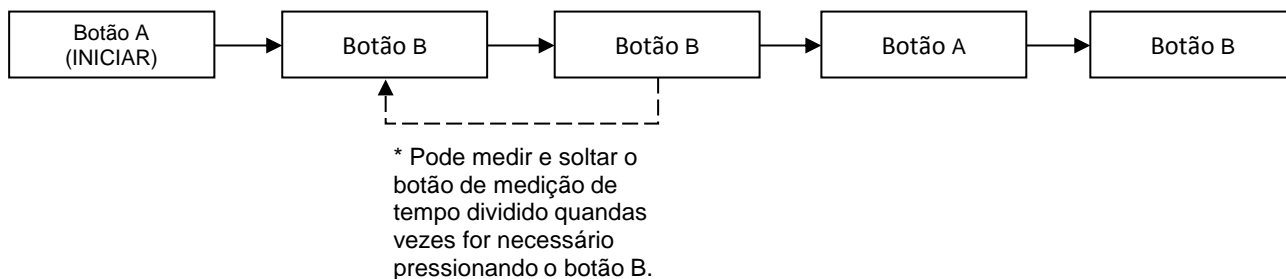 Botão A
(INICIAR)
Botão B
Botão B
Botão A
Botão B
* Pode medir e soltar o
botão de medição de
tempo dividido quandas
vezes for necessário
pressionando o botão B.